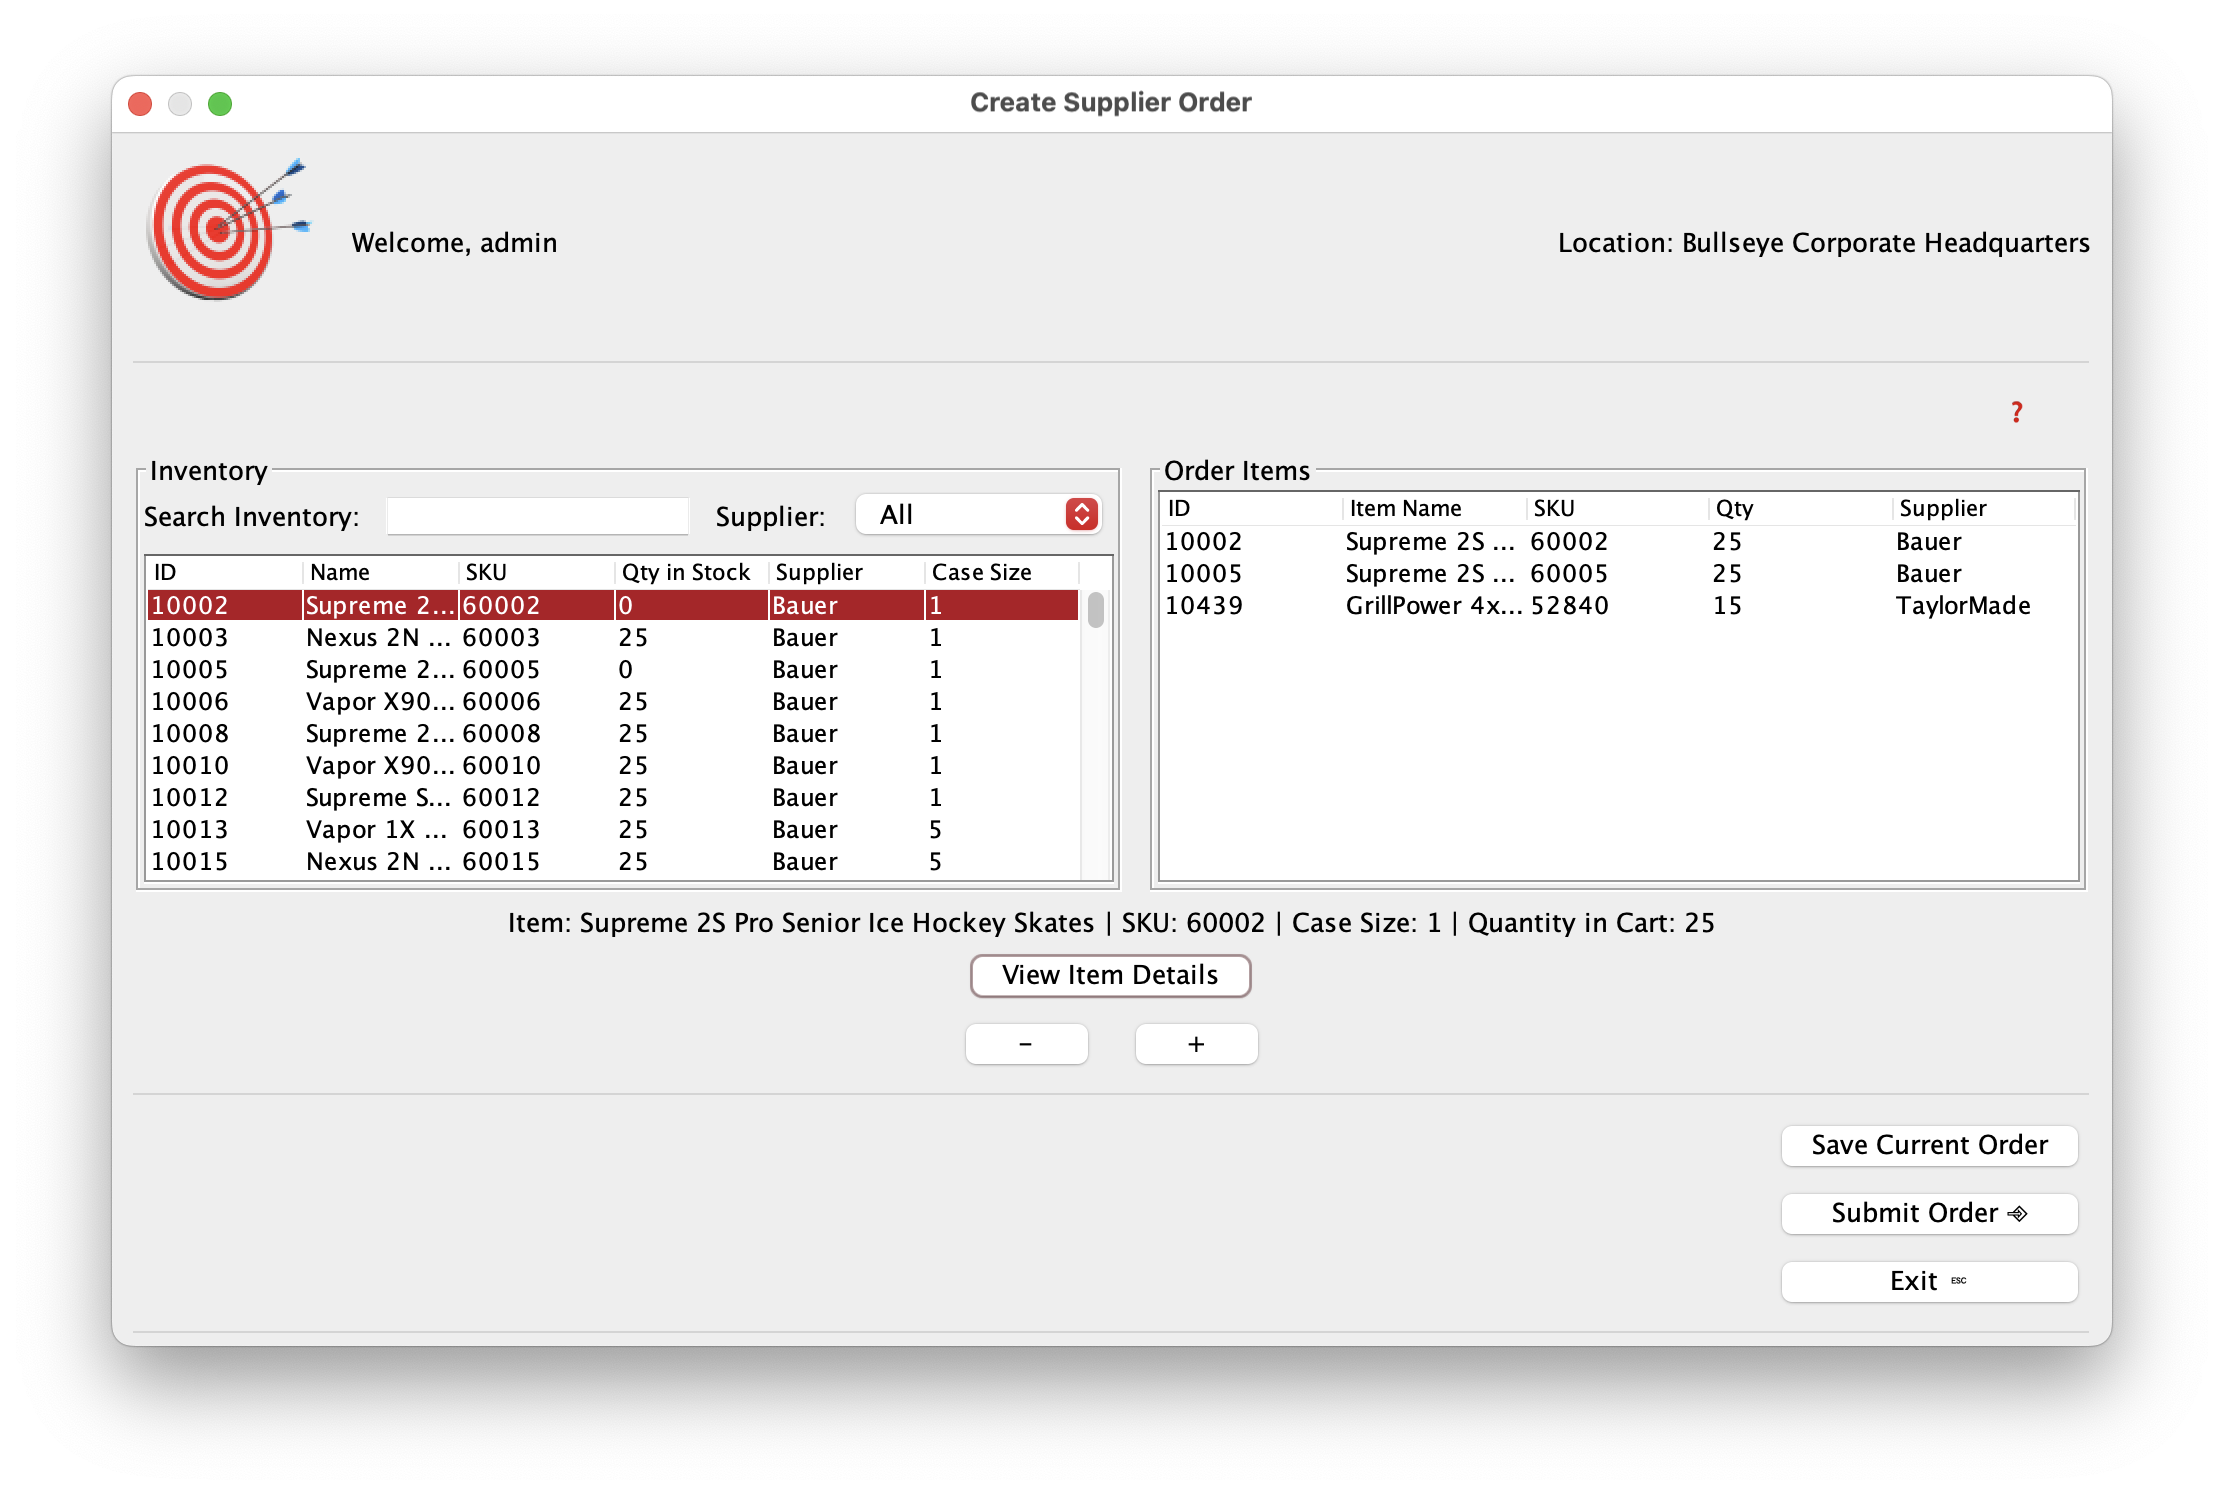 Create Supplier Order
Welcome, admin
Location: Bullseye Corporate Headquarters
?
Inventory
Search Inventory:
Supplier: All
ID Name SKU Qty in Stock Supplier Case Size
10002 Supreme 2... 60002 0 Bauer 1
10003 Nexus 2N ... 60003 25 Bauer 1
10005 Supreme 2... 60005 0 Bauer 1
10006 Vapor X90... 60006 25 Bauer 1
10008 Supreme 2... 60008 25 Bauer 1
10010 Vapor X90... 60010 25 Bauer 1
10012 Supreme S... 60012 25 Bauer 1
10013 Vapor 1X ... 60013 25 Bauer 5
10015 Nexus 2N ... 60015 25 Bauer 5
Order Items
ID Item Name SKU Qty Supplier
10002 Supreme 2S ... 60002 25 Bauer
10005 Supreme 2S ... 60005 25 Bauer
10439 GrillPower 4x... 52840 15 TaylorMade
Item: Supreme 2S Pro Senior Ice Hockey Skates | SKU: 60002 | Case Size: 1 | Quantity in Cart: 25
View Item Details
- +
Save Current Order
Submit Order
Exit ESC